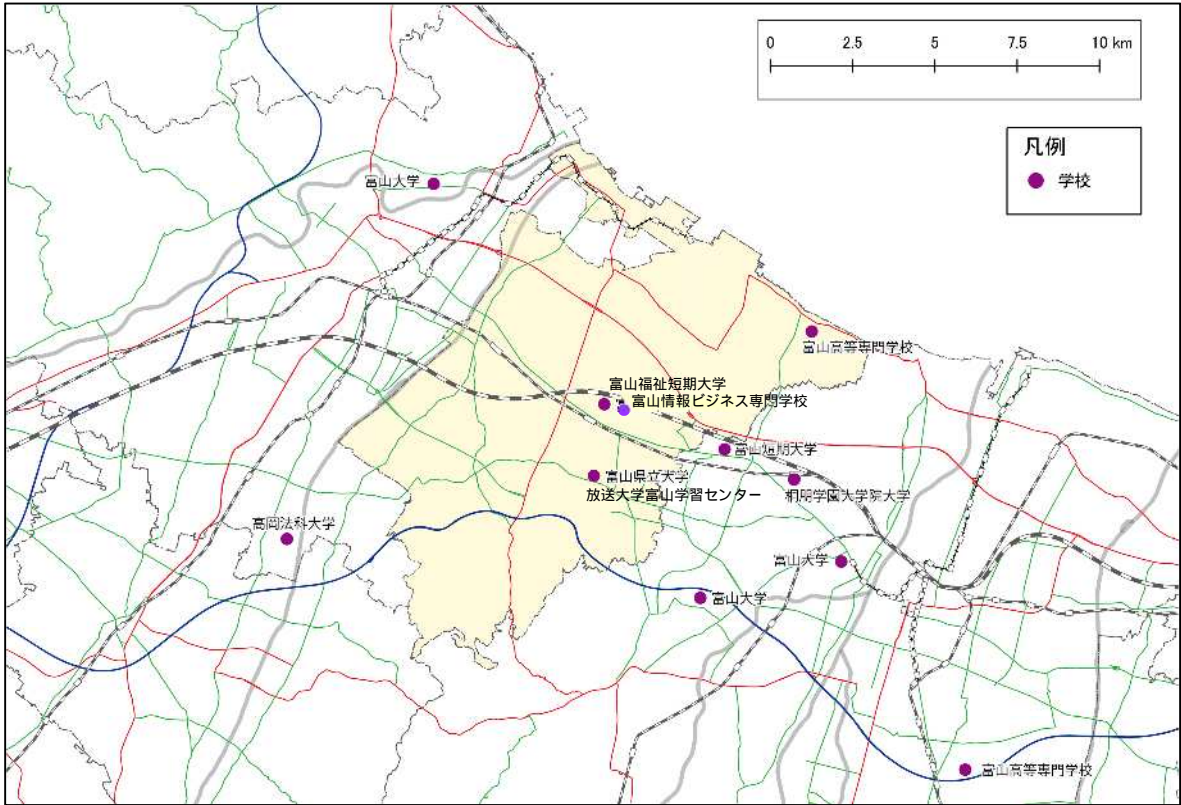 0 2.5 5 7.5 10 km
凡例
学校
富山大学
富山高等専門学校
富山福祉短期大学
富山情報ビジネス専門学校
富山短期大学
富山県立大学
桐朋学園大学院大学
放送大学富山学習センター
高岡法科大学
富山大学
富山大学
富山高等専門学校